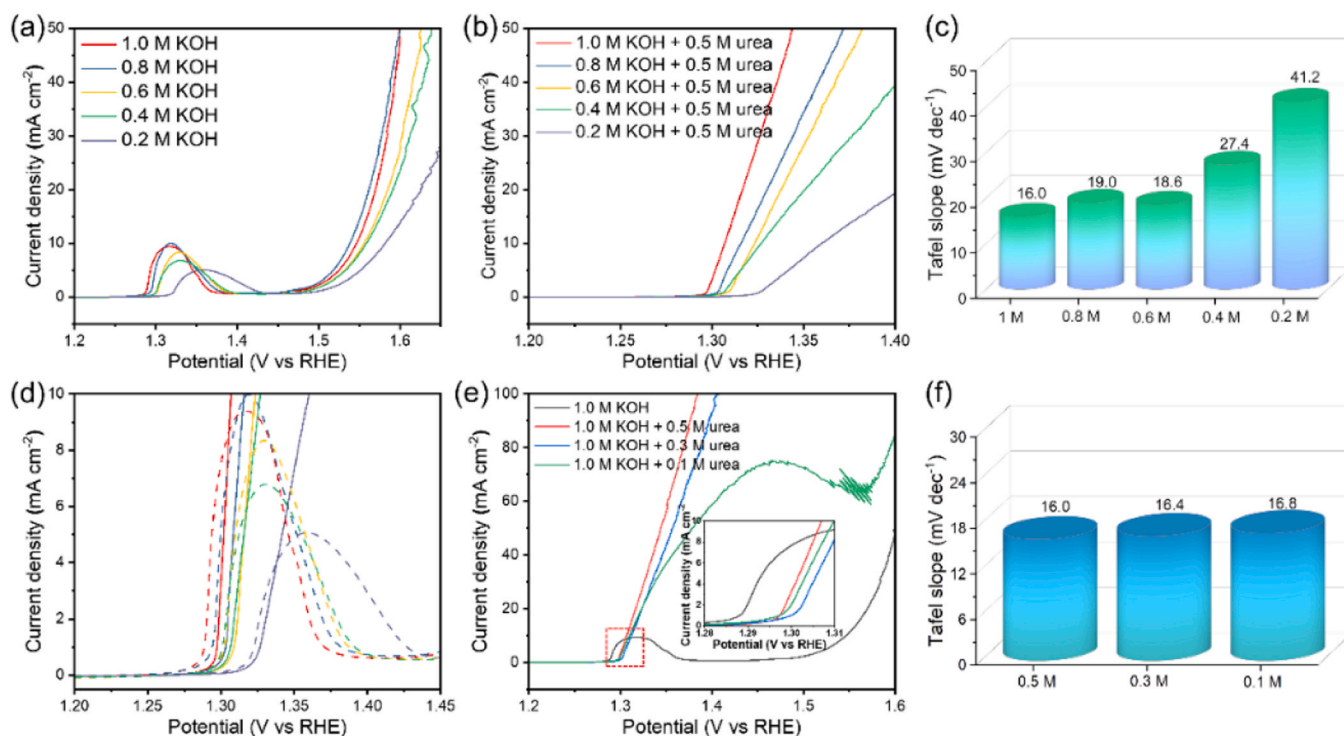 (a)
1.0 M KOH
0.8 M KOH
0.6 M KOH
0.4 M KOH
0.2 M KOH
Current density (mA cm⁻²)
50
40
30
20
10
0
1.2 1.3 1.4 1.5 1.6
Potential (V vs RHE)
(b)
1.0 M KOH + 0.5 M urea
0.8 M KOH + 0.5 M urea
0.6 M KOH + 0.5 M urea
0.4 M KOH + 0.5 M urea
0.2 M KOH + 0.5 M urea
Current density (mA cm⁻²)
50
40
30
20
10
0
1.20 1.25 1.30 1.35 1.40
Potential (V vs RHE)
(c)
Tafel slope (mV dec⁻¹)
50
40
30
20
10
0
16.0 19.0 18.6 27.4 41.2
1 M 0.8 M 0.6 M 0.4 M 0.2 M
(d)
Current density (mA cm⁻²)
10
8
6
4
2
0
1.20 1.25 1.30 1.35 1.40 1.45
Potential (V vs RHE)
(e)
1.0 M KOH
1.0 M KOH + 0.5 M urea
1.0 M KOH + 0.3 M urea
1.0 M KOH + 0.1 M urea
Current density (mA cm⁻²)
100
80
60
40
20
0
1.2 1.3 1.4 1.5 1.6
Potential (V vs RHE)
Current density (mA cm⁻²)
10
8
6
4
2
0
1.28 1.29 1.30 1.31
Potential (V vs RHE)
(f)
Tafel slope (mV dec⁻¹)
30
24
18
12
6
0
16.0 16.4 16.8
0.5 M 0.3 M 0.1 M